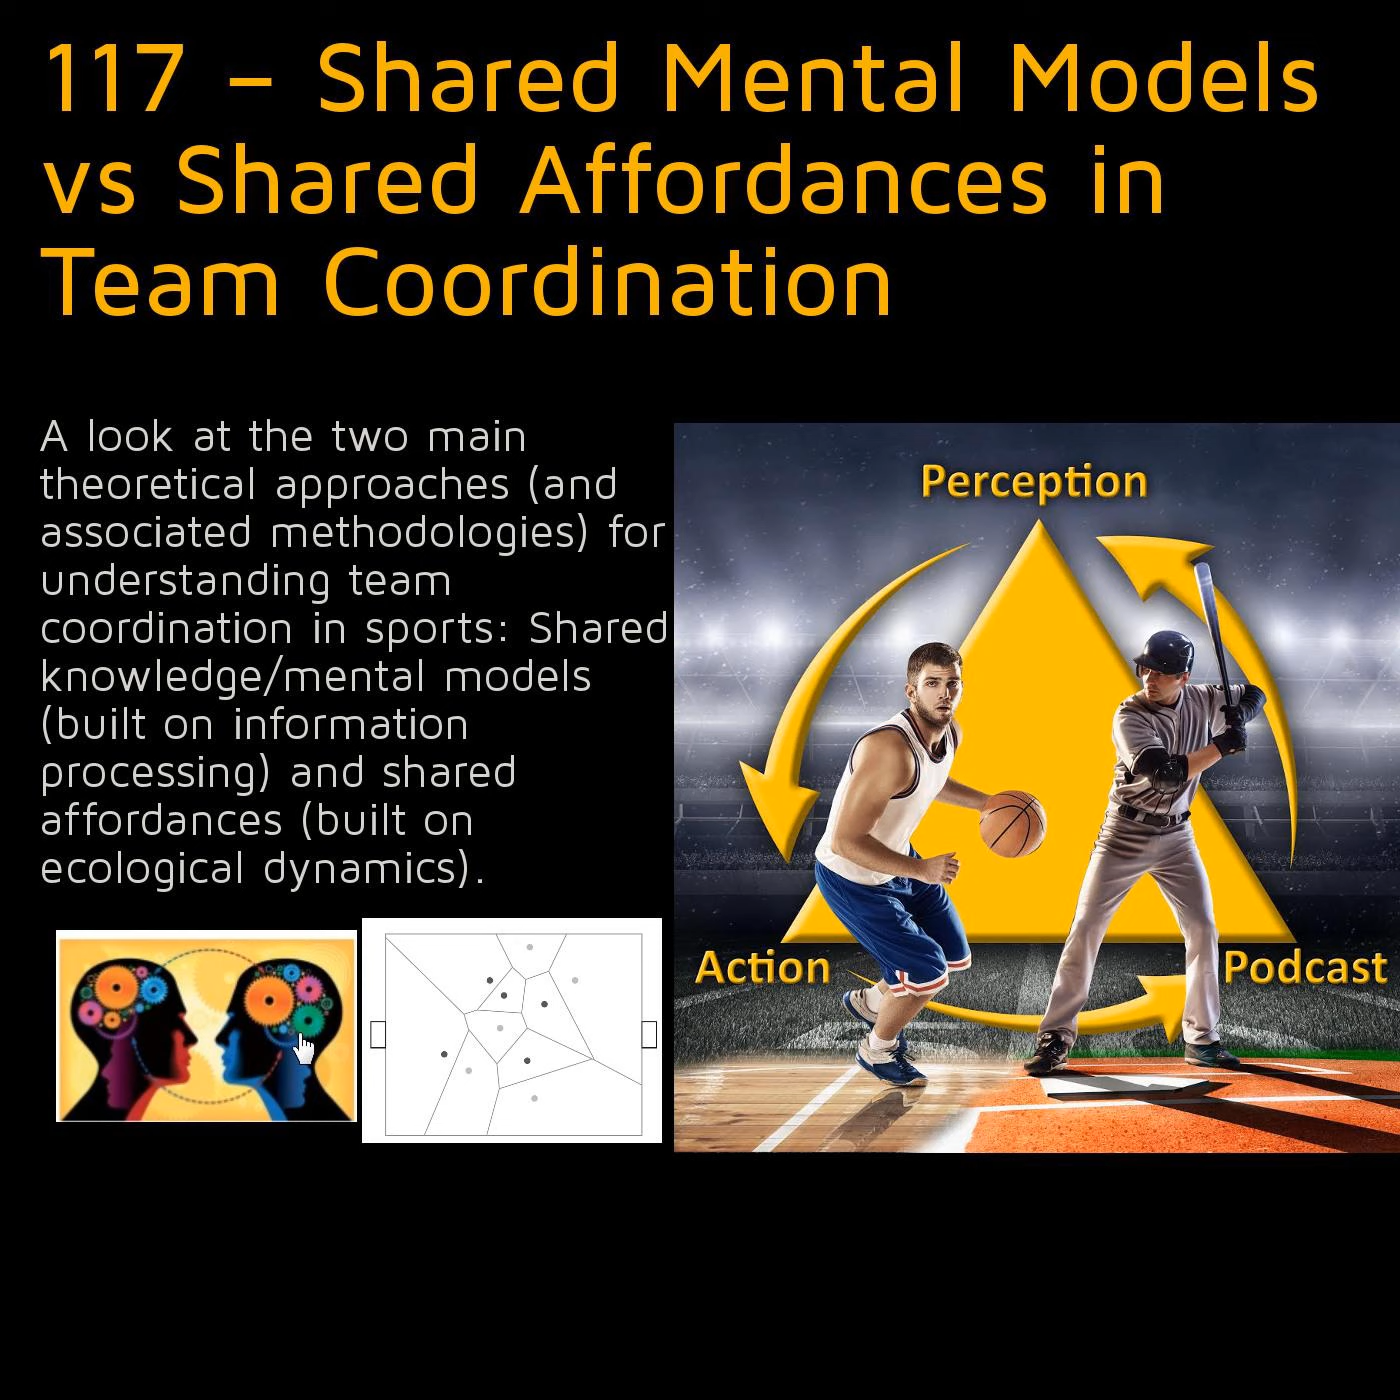 117 – Shared Mental Models
vs Shared Affordances in
Team Coordination
A look at the two main
theoretical approaches (and
associated methodologies) for
understanding team
coordination in sports: Shared
knowledge/mental models
(built on information
processing) and shared
affordances (built on
ecological dynamics).
Perception
Action
Podcast